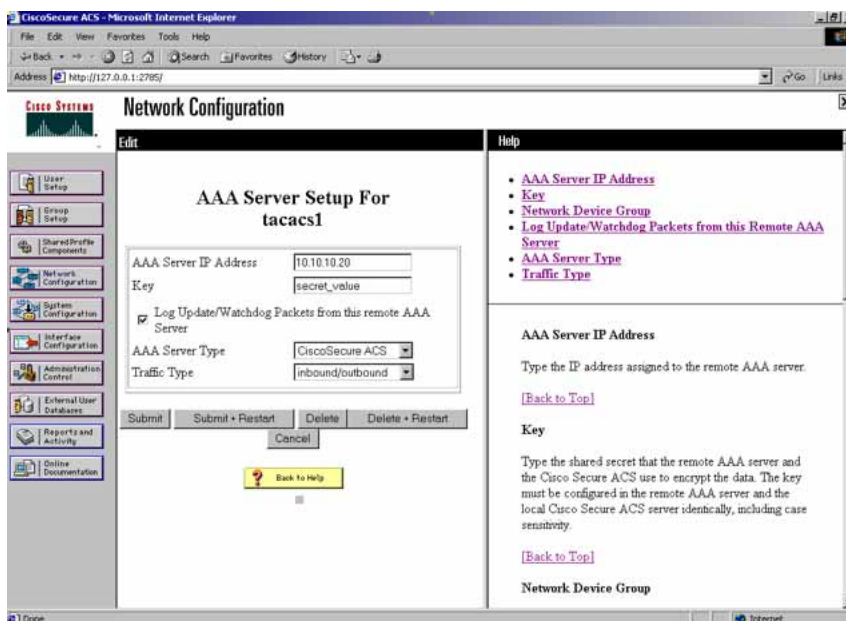 CiscoSecure ACS - Microsoft Internet Explorer
File Edit View Favorites Tools Help
Back Search Favorites History
Address http://127.0.0.1:2785/ Go Links
CISCO SYSTEMS
Network Configuration
Edit
Help
User Setup
Group Setup
Shared Profile Components
Network Configuration
System Configuration
Interface Configuration
Administration Control
External User Databases
Reports and Activity
Online Documentation
AAA Server Setup For
tacacs1
AAA Server IP Address 10.10.10.20
Key secret_value
Log Update/Watchdog Packets from this remote AAA
Server
AAA Server Type CiscoSecure ACS
Traffic Type inbound/outbound
Submit Submit + Restart Delete Delete + Restart
Cancel
? Back to Help
AAA Server IP Address
Key
Network Device Group
Log Update/Watchdog Packets from this Remote AAA
Server
AAA Server Type
Traffic Type
AAA Server IP Address
Type the IP address assigned to the remote AAA server.
[Back to Top]
Key
Type the shared secret that the remote AAA server and
the Cisco Secure ACS use to encrypt the data. The key
must be configured in the remote AAA server and the
local Cisco Secure ACS server identically, including case
sensitivity.
[Back to Top]
Network Device Group
Done
Internet